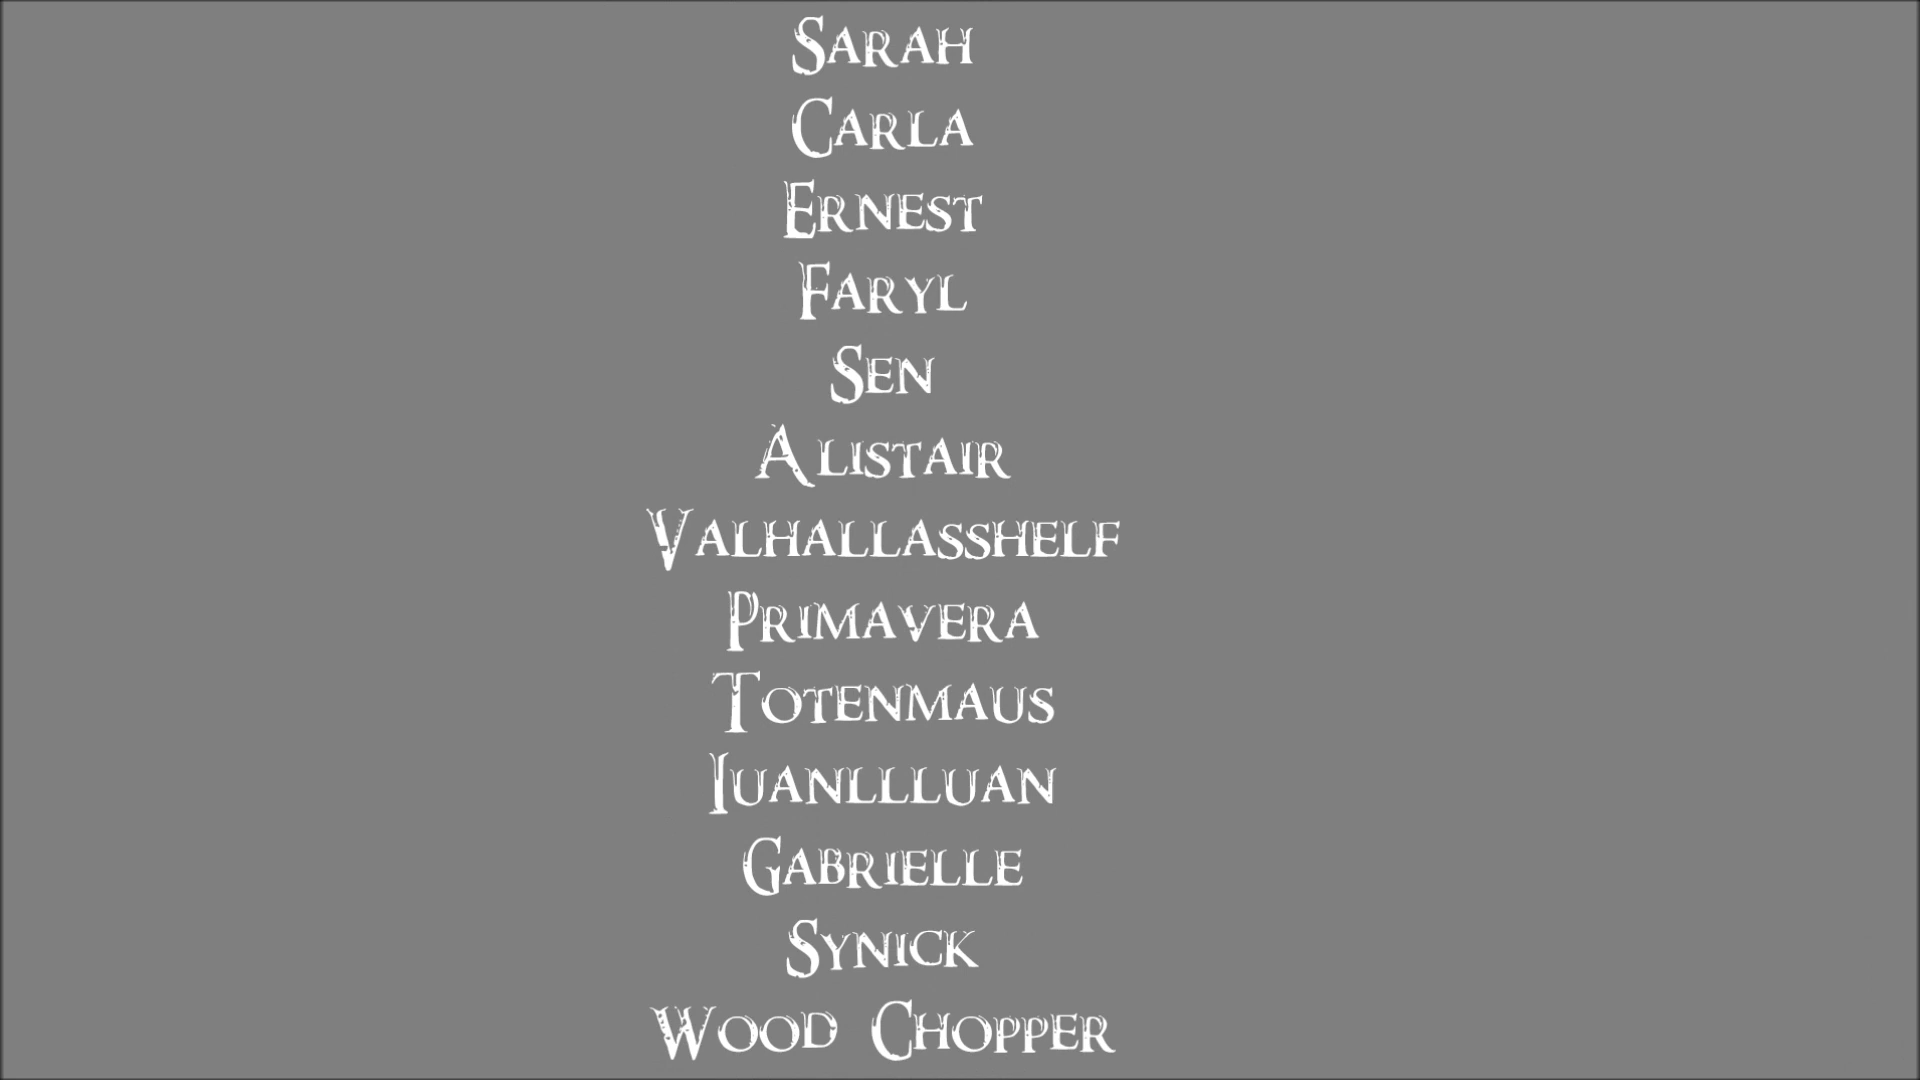 Sarah
Carla
Ernest
Faryl
Sen
Alistair
Valhallasshelf
Primavera
Totenmaus
Iuanllluan
Gabrielle
Synick
Wood Chopper